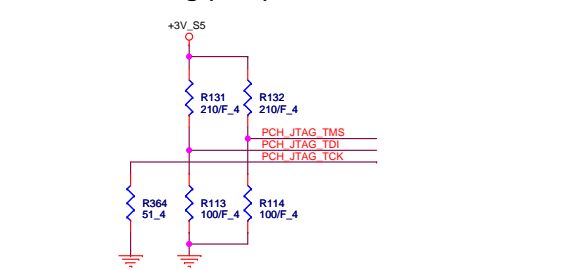 +3V_S5
R131
210/F_4
R132
210/F_4
PCH_JTAG_TMS
PCH_JTAG_TDI
PCH_JTAG_TCK
R364
51_4
R113
100/F_4
R114
100/F_4